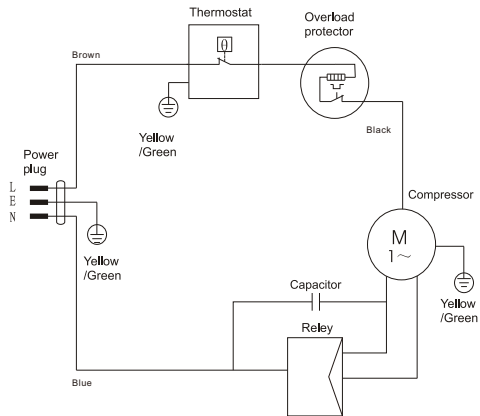 Thermostat
Overload
protector
θ
Brown
Yellow
/Green
Black
Power
plug
L
E
N
Compressor
M
1~
Yellow
/Green
Capacitor
Yellow
/Green
Reley
Blue